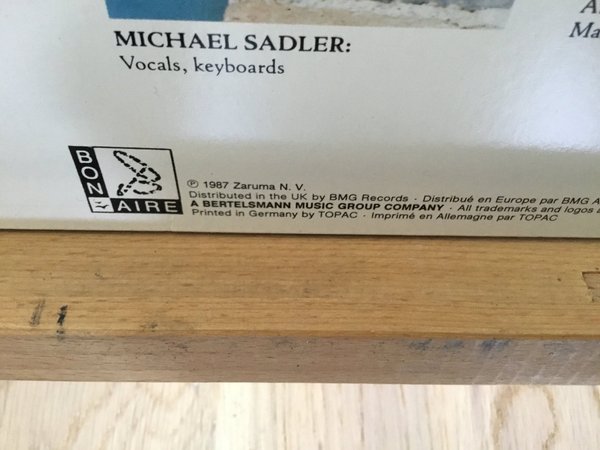 MICHAEL SADLER:
Vocals, keyboards
A
Ma
BON
AIRE
℗ 1987 Zaruma N. V.
Distributed in the UK by BMG Records · Distribué en Europe par BMG A
A BERTELSMANN MUSIC GROUP COMPANY · All trademarks and logos
Printed in Germany by TOPAC · Imprimé en Allemagne par TOPAC